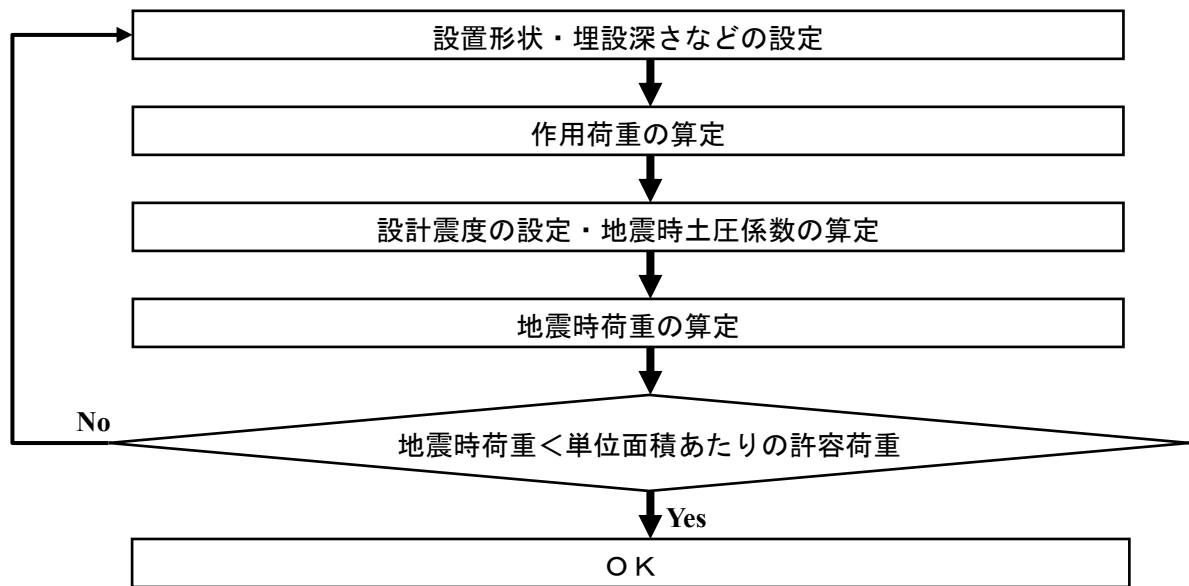 設置形状・埋設深さなどの設定
作用荷重の算定
設計震度の設定・地震時土圧係数の算定
地震時荷重の算定
No
地震時荷重＜単位面積あたりの許容荷重
Yes
ＯＫ